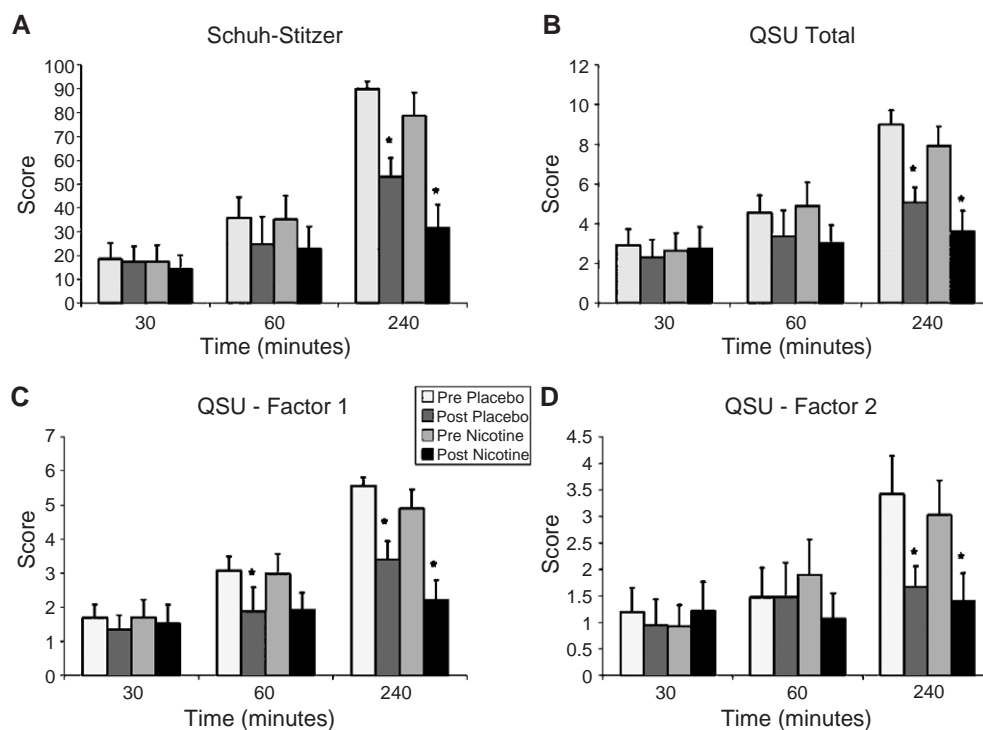 A
Schuh-Stitzer
100
90
80
70
60
50
40
30
20
10
0
Score
*
*
30 60 240
Time (minutes)
B
QSU Total
12
10
8
6
4
2
0
Score
*
*
30 60 240
Time (minutes)
C
QSU - Factor 1
7
6
5
4
3
2
1
0
Score
*
*
*
30 60 240
Time (minutes)
Pre Placebo
Post Placebo
Pre Nicotine
Post Nicotine
D
QSU - Factor 2
4.5
4
3.5
3
2.5
2
1.5
1
0.5
0
Score
*
*
30 60 240
Time (minutes)